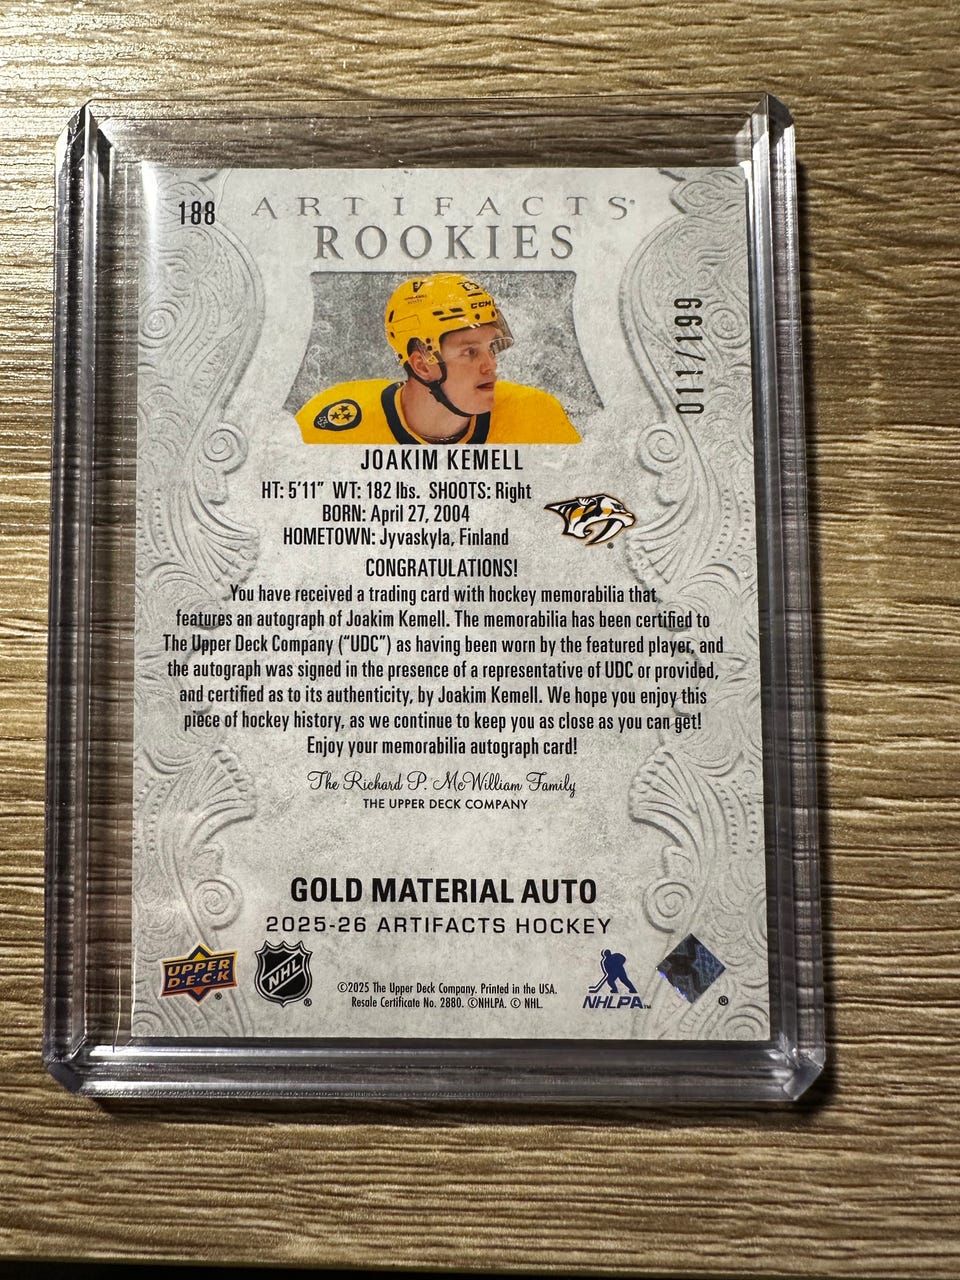 188
ARTIFACTS
ROOKIES
011/199
CCM
JOAKIM KEMELL
HT: 5'11" WT: 182 lbs. SHOOTS: Right
BORN: April 27, 2004
HOMETOWN: Jyvaskyla, Finland
CONGRATULATIONS!
You have received a trading card with hockey memorabilia that
features an autograph of Joakim Kemell. The memorabilia has been certified to
The Upper Deck Company ("UDC") as having been worn by the featured player, and
the autograph was signed in the presence of a representative of UDC or provided,
and certified as to its authenticity, by Joakim Kemell. We hope you enjoy this
piece of hockey history, as we continue to keep you as close as you can get!
Enjoy your memorabilia autograph card!
The Richard P. McWilliam Family
THE UPPER DECK COMPANY
GOLD MATERIAL AUTO
2025-26 ARTIFACTS HOCKEY
UPPER
D·E·C·K
®
NHL
®
©2025 The Upper Deck Company. Printed in the USA.
Resale Certificate No. 2880. ©NHLPA. © NHL.
NHLPA™
®